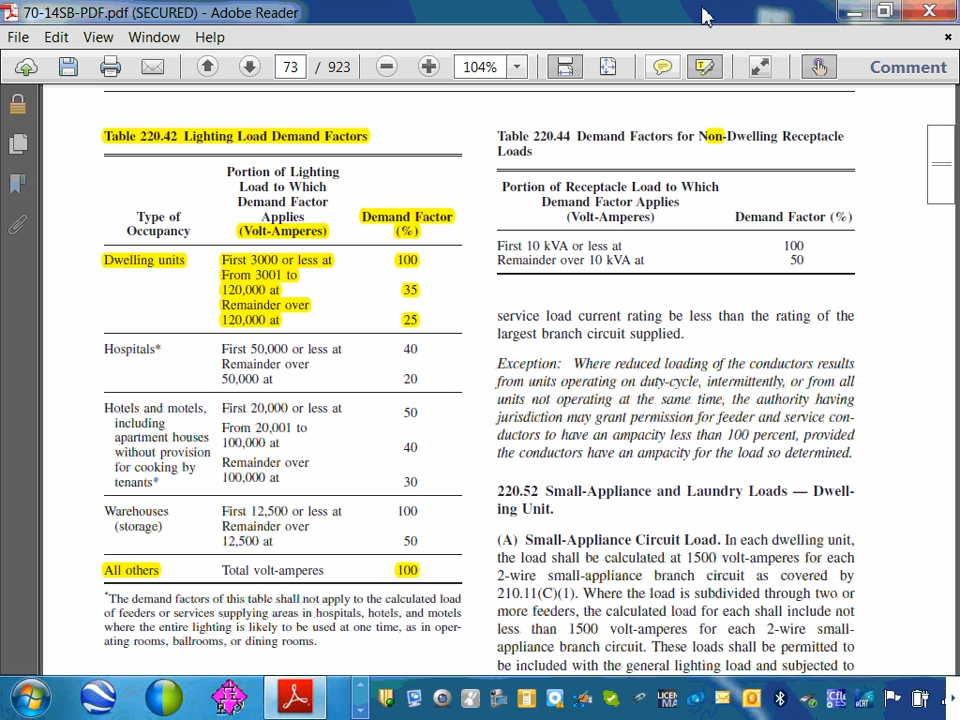 70-14SB-PDF.pdf (SECURED) - Adobe Reader
File Edit View Window Help
73 / 923
104%
Comment
Table 220.42 Lighting Load Demand Factors
Type of
Occupancy
Portion of Lighting
Load to Which
Demand Factor
Applies
(Volt-Amperes)
Demand Factor
(%)
Dwelling units
First 3000 or less at 100
From 3001 to
120,000 at 35
Remainder over
120,000 at 25
Hospitals*
First 50,000 or less at 40
Remainder over
50,000 at 20
Hotels and motels,
including
apartment houses
without provision
for cooking by
tenants*
First 20,000 or less at 50
From 20,001 to
100,000 at 40
Remainder over
100,000 at 30
Warehouses
(storage)
First 12,500 or less at 100
Remainder over
12,500 at 50
All others Total volt-amperes 100
*The demand factors of this table shall not apply to the calculated load
of feeders or services supplying areas in hospitals, hotels, and motels
where the entire lighting is likely to be used at one time, as in oper-
ating rooms, ballrooms, or dining rooms.
Table 220.44 Demand Factors for Non-Dwelling Receptacle
Loads
Portion of Receptacle Load to Which
Demand Factor Applies
(Volt-Amperes)
Demand Factor (%)
First 10 kVA or less at 100
Remainder over 10 kVA at 50
service load current rating be less than the rating of the
largest branch circuit supplied.
Exception: Where reduced loading of the conductors results
from units operating on duty-cycle, intermittently, or from all
units not operating at the same time, the authority having
jurisdiction may grant permission for feeder and service con-
ductors to have an ampacity less than 100 percent, provided
the conductors have an ampacity for the load so determined.
220.52 Small-Appliance and Laundry Loads — Dwell-
ing Unit.
(A) Small-Appliance Circuit Load. In each dwelling unit,
the load shall be calculated at 1500 volt-amperes for each
2-wire small-appliance branch circuit as covered by
210.11(C)(1). Where the load is subdivided through two or
more feeders, the calculated load for each shall include not
less than 1500 volt-amperes for each 2-wire small-
appliance branch circuit. These loads shall be permitted to
be included with the general lighting load and subjected to